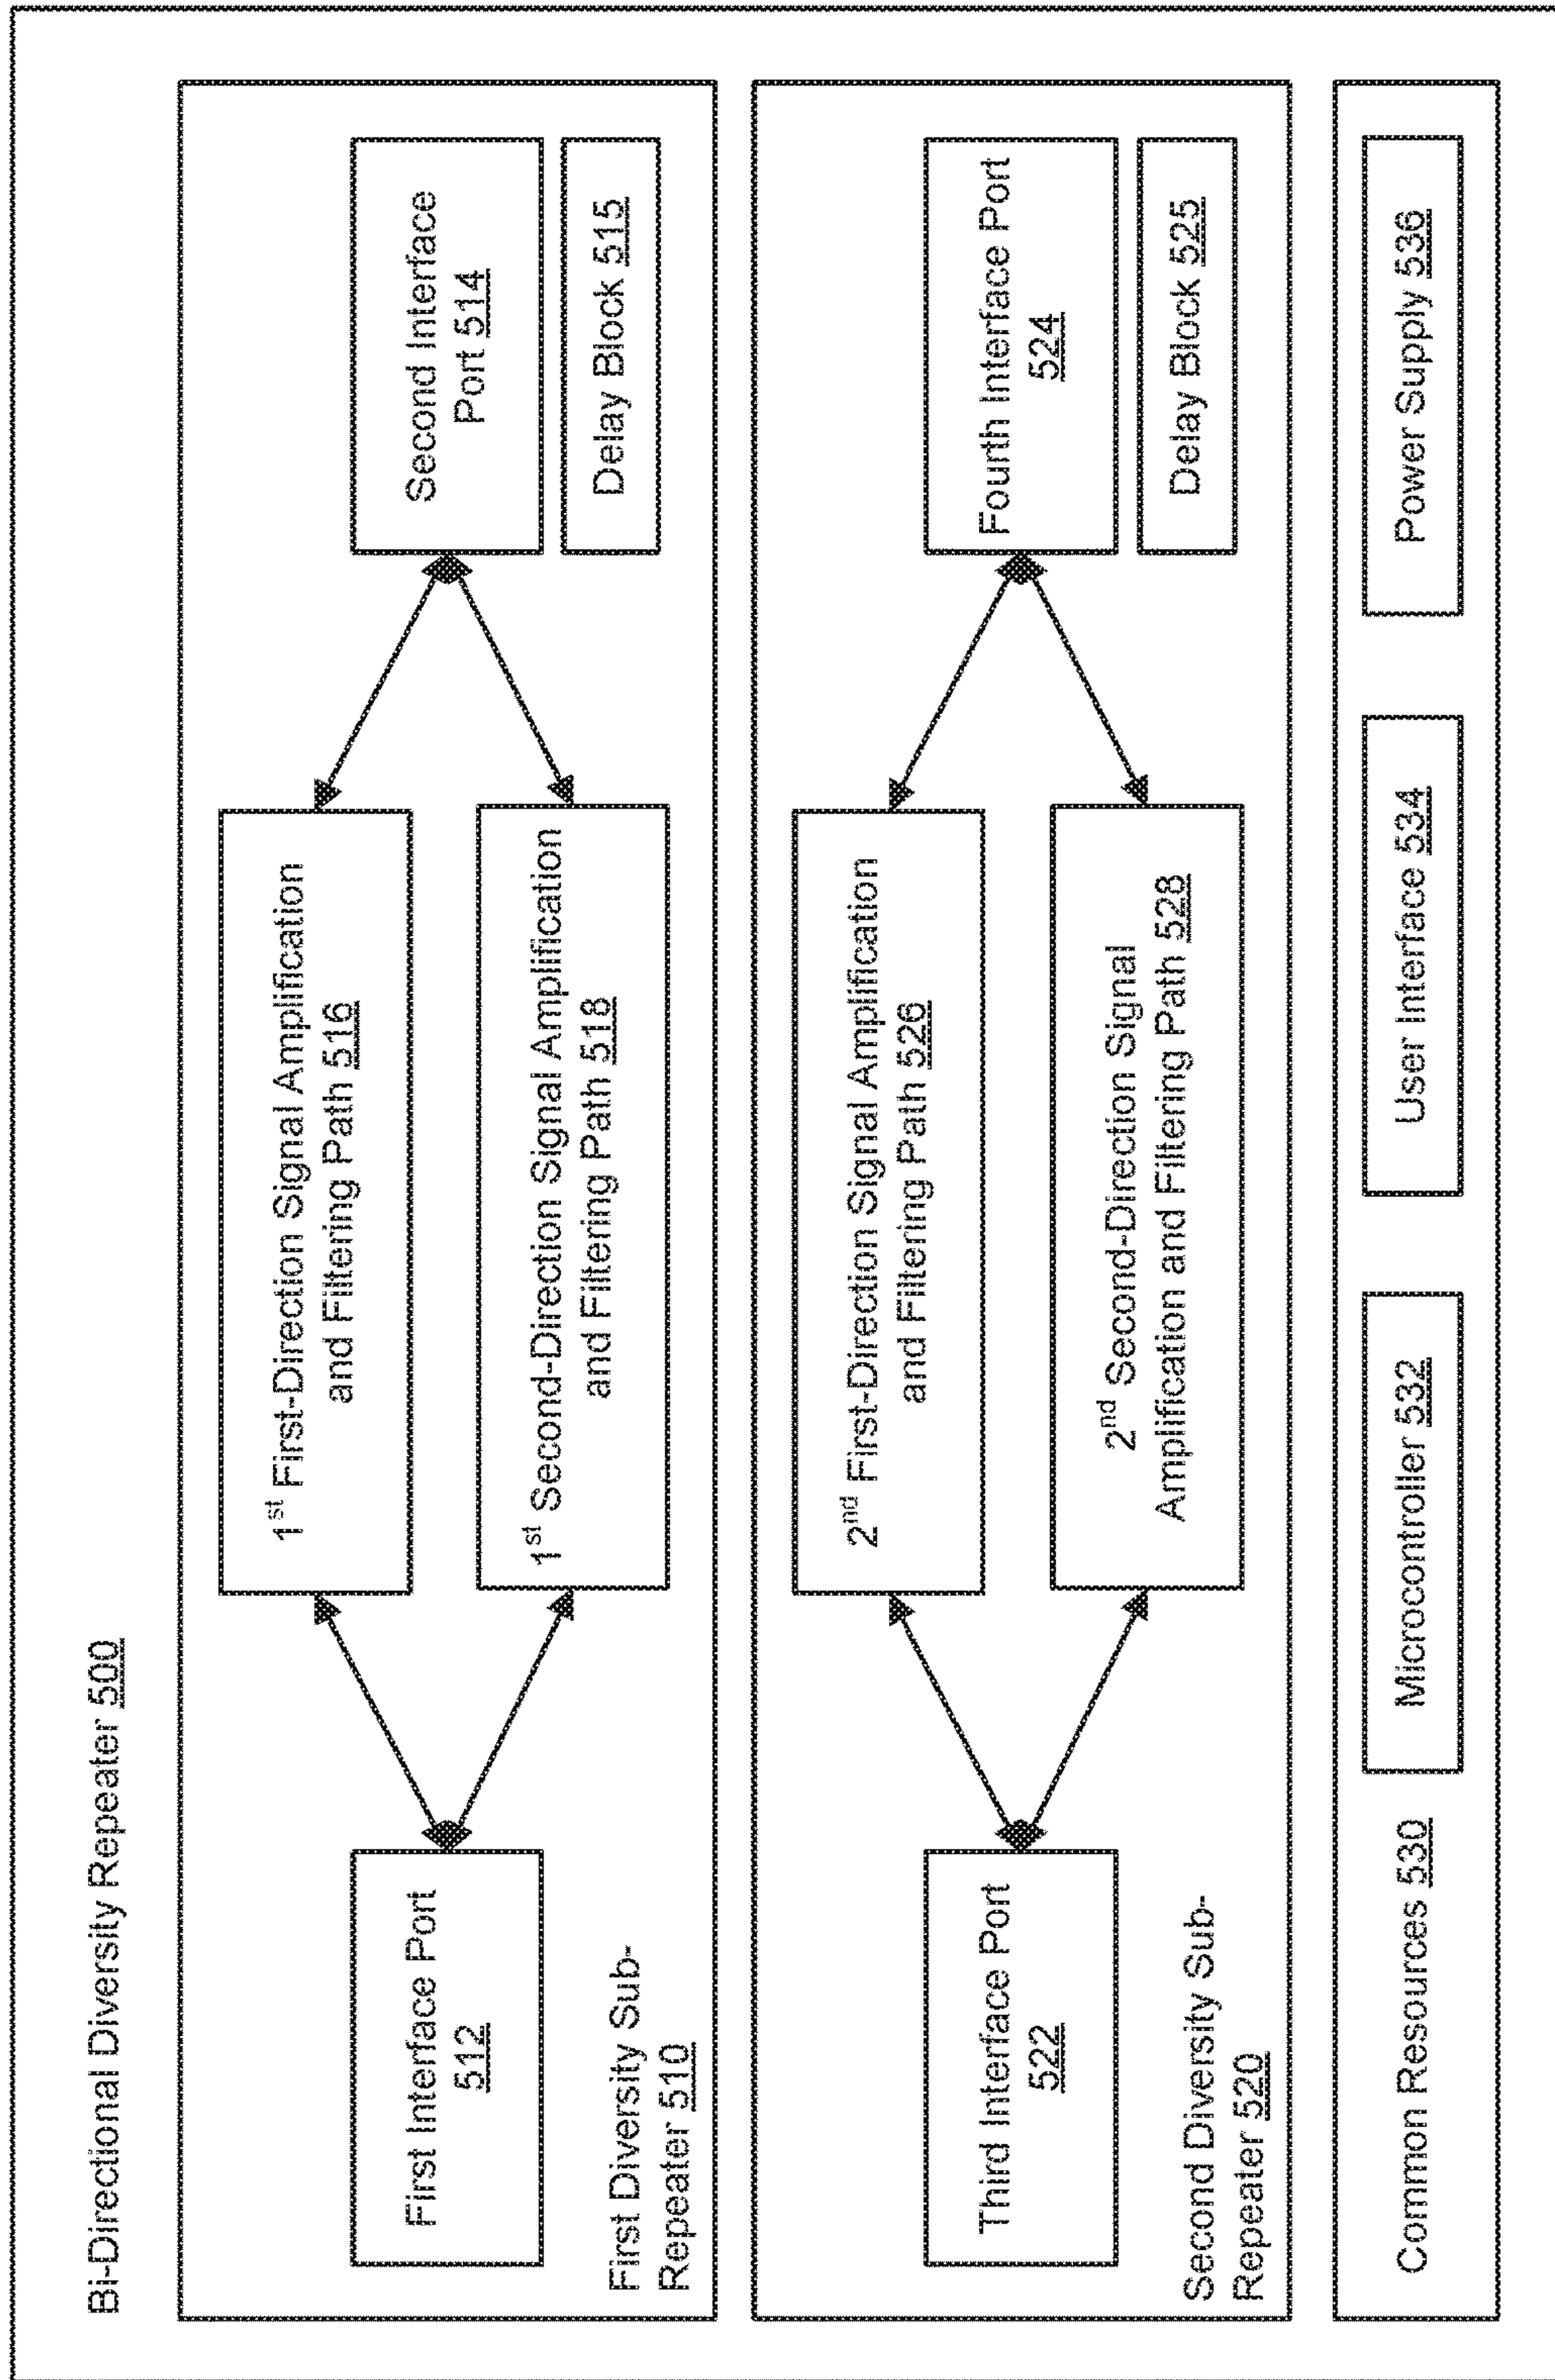 Bi-Directional Diversity Repeater 500
First Interface Port
512
1st First-Direction Signal Amplification
and Filtering Path 516
1st Second-Direction Signal Amplification
and Filtering Path 518
Second Interface
Port 514
Delay Block 515
First Diversity Sub-
Repeater 510
Third Interface Port
522
2nd First-Direction Signal Amplification
and Filtering Path 526
2nd Second-Direction Signal
Amplification and Filtering Path 528
Fourth Interface Port
524
Delay Block 525
Second Diversity Sub-
Repeater 520
Common Resources 530
Microcontroller 532
User Interface 534
Power Supply 536